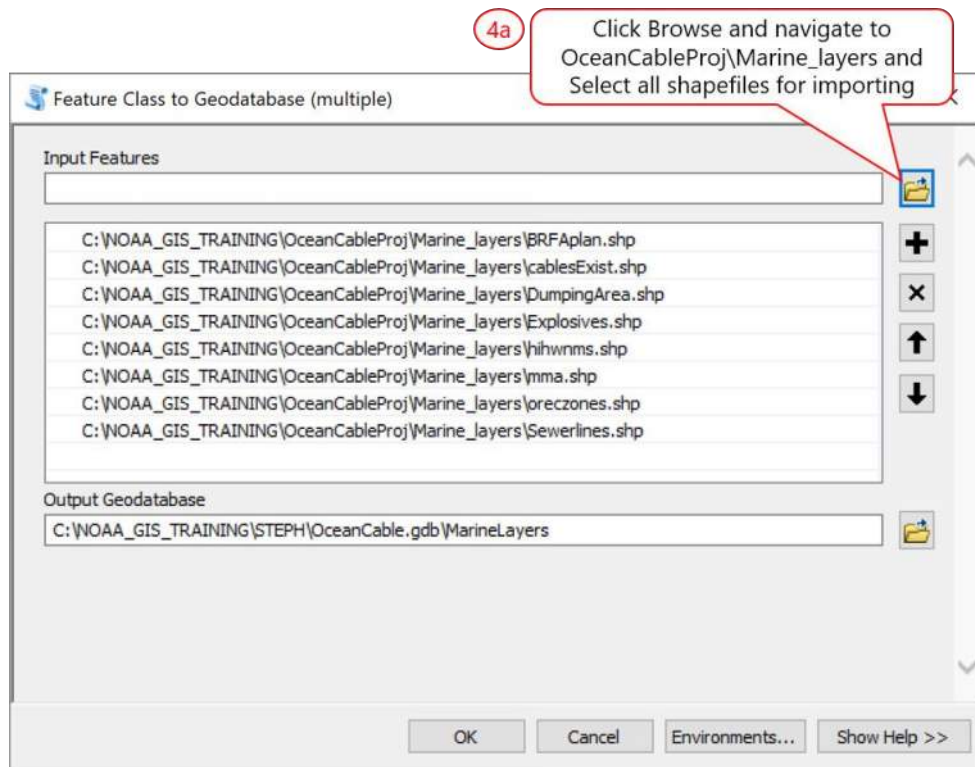 4a
Click Browse and navigate to
OceanCableProj\Marine_layers and
Select all shapefiles for importing
Feature Class to Geodatabase (multiple)
Input Features
C:\NOAA_GIS_TRAINING\OceanCableProj\Marine_layers\BRFAplan.shp
C:\NOAA_GIS_TRAINING\OceanCableProj\Marine_layers\cablesExist.shp
C:\NOAA_GIS_TRAINING\OceanCableProj\Marine_layers\DumpingArea.shp
C:\NOAA_GIS_TRAINING\OceanCableProj\Marine_layers\Explosives.shp
C:\NOAA_GIS_TRAINING\OceanCableProj\Marine_layers\hihwnms.shp
C:\NOAA_GIS_TRAINING\OceanCableProj\Marine_layers\mma.shp
C:\NOAA_GIS_TRAINING\OceanCableProj\Marine_layers\oreczones.shp
C:\NOAA_GIS_TRAINING\OceanCableProj\Marine_layers\Sewerlines.shp
Output Geodatabase
C:\NOAA_GIS_TRAINING\STEPH\OceanCable.gdb\MarineLayers
OK Cancel Environments... Show Help >>